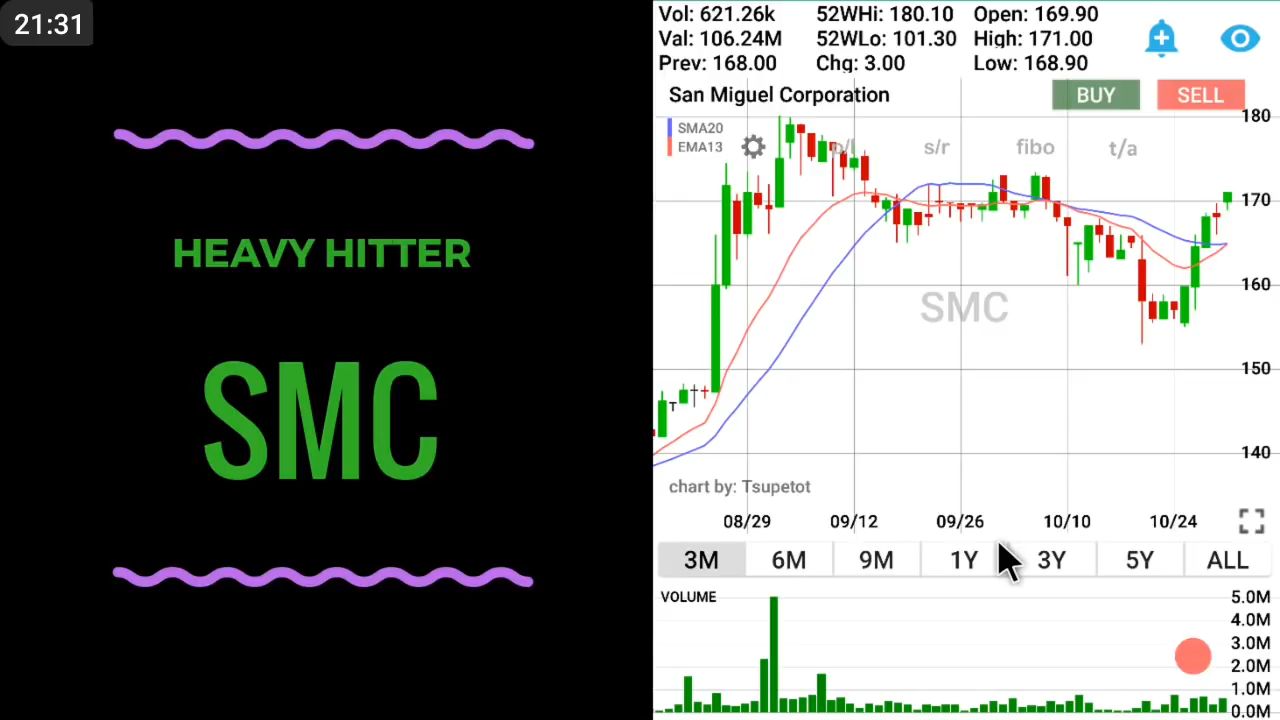 21:31
HEAVY HITTER
SMC
Vol: 621.26k 52WHi: 180.10 Open: 169.90
Val: 106.24M 52WLo: 101.30 High: 171.00
Prev: 168.00 Chg: 3.00 Low: 168.90
San Miguel Corporation BUY SELL
SMA20
EMA13
p/l s/r fibo t/a
180
170
160
150
140
SMC
chart by: Tsupetot
08/29 09/12 09/26 10/10 10/24
3M 6M 9M 1Y 3Y 5Y ALL
VOLUME
5.0M
4.0M
3.0M
2.0M
1.0M
0.0M